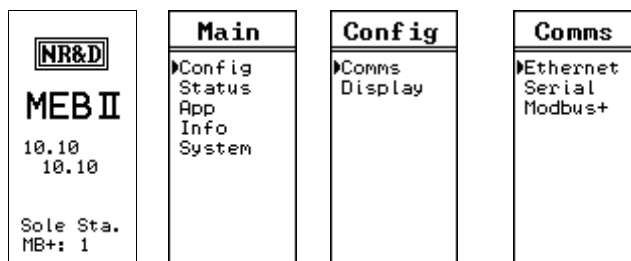 NR&D
MEB II
10.10
10.10
Sole Sta.
MB+: 1
Main
Config
Status
App
Info
System
Config
Comms
Display
Comms
Ethernet
Serial
Modbus+